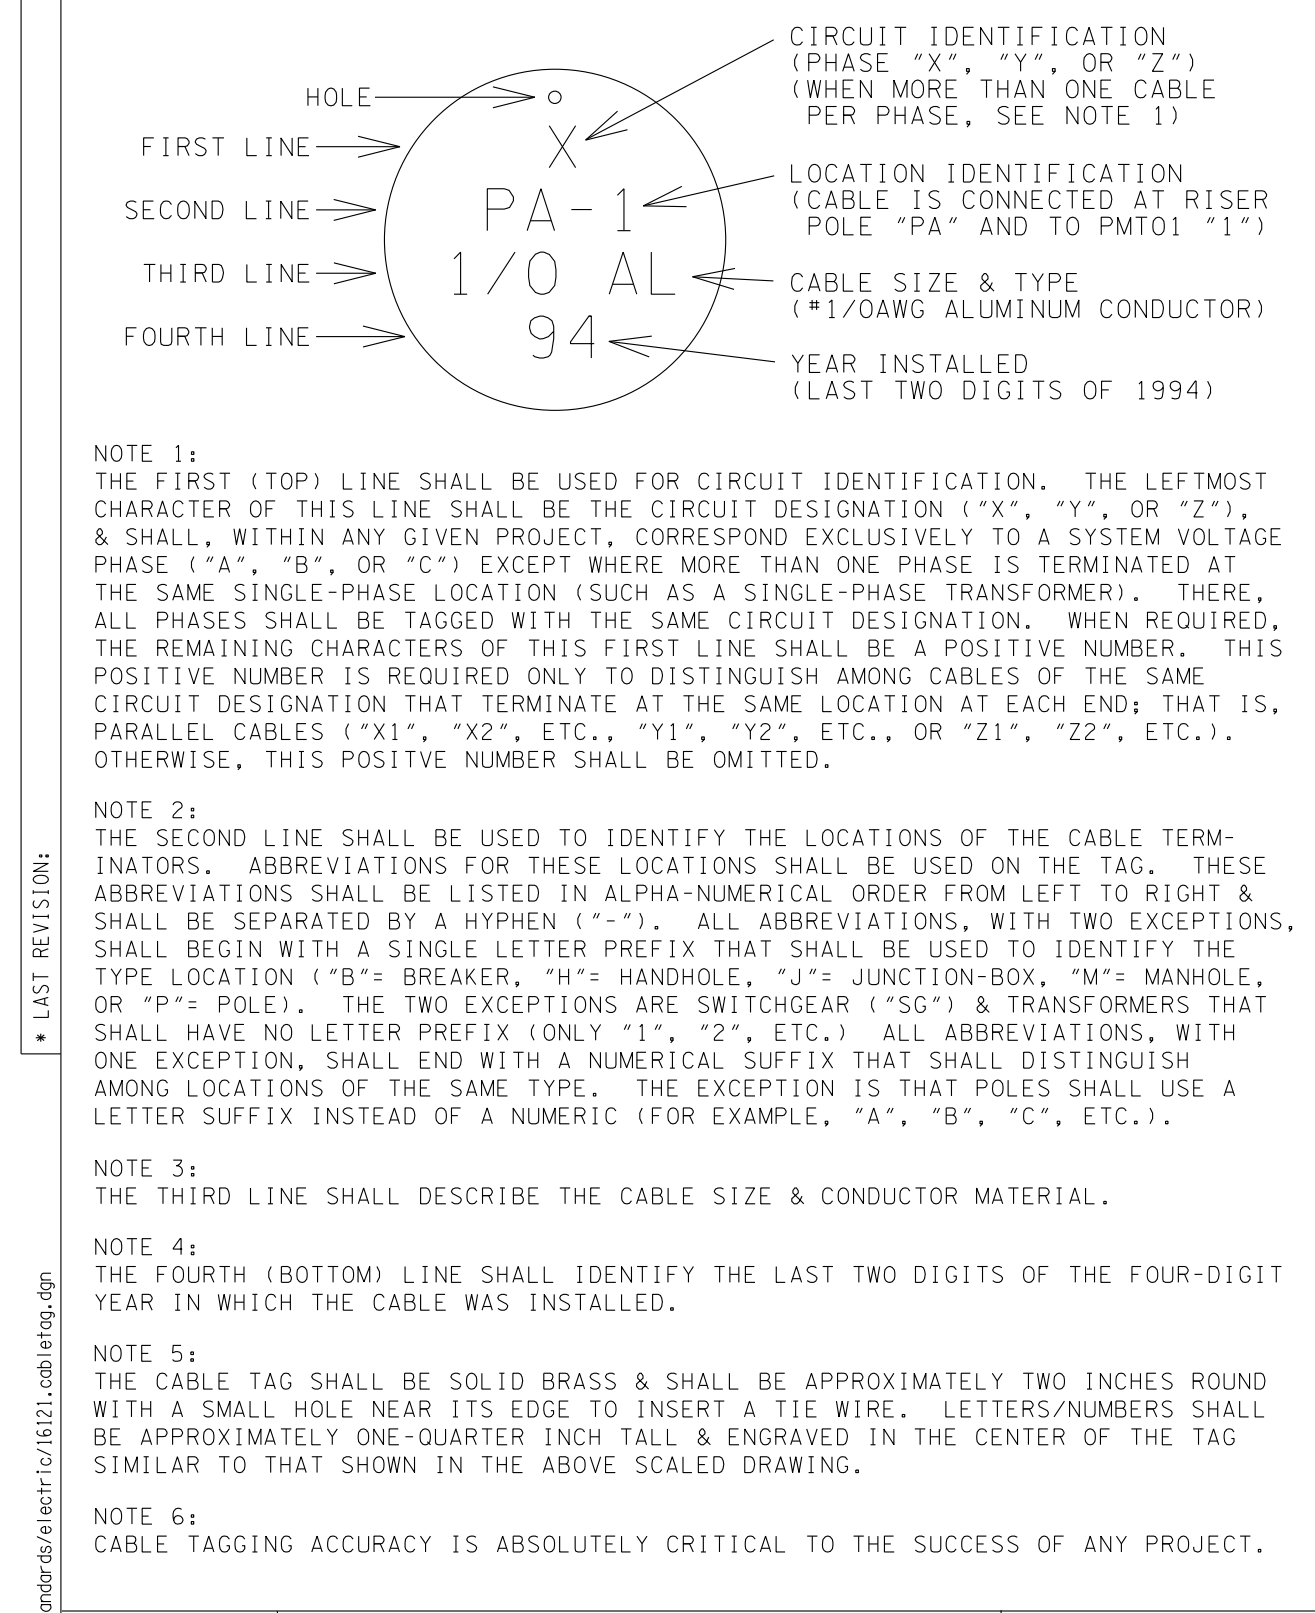 CIRCUIT IDENTIFICATION
(PHASE "X", "Y", OR "Z")
(WHEN MORE THAN ONE CABLE
PER PHASE, SEE NOTE 1)
HOLE
FIRST LINE
X
LOCATION IDENTIFICATION
(CABLE IS CONNECTED AT RISER
POLE "PA" AND TO PMT01 "1")
SECOND LINE
PA-1
THIRD LINE
1/0 AL
CABLE SIZE & TYPE
(#1/0AWG ALUMINUM CONDUCTOR)
FOURTH LINE
94
YEAR INSTALLED
(LAST TWO DIGITS OF 1994)
NOTE 1:
THE FIRST (TOP) LINE SHALL BE USED FOR CIRCUIT IDENTIFICATION. THE LEFTMOST
CHARACTER OF THIS LINE SHALL BE THE CIRCUIT DESIGNATION ("X", "Y", OR "Z"),
& SHALL, WITHIN ANY GIVEN PROJECT, CORRESPOND EXCLUSIVELY TO A SYSTEM VOLTAGE
PHASE ("A", "B", OR "C") EXCEPT WHERE MORE THAN ONE PHASE IS TERMINATED AT
THE SAME SINGLE-PHASE LOCATION (SUCH AS A SINGLE-PHASE TRANSFORMER). THERE,
ALL PHASES SHALL BE TAGGED WITH THE SAME CIRCUIT DESIGNATION. WHEN REQUIRED,
THE REMAINING CHARACTERS OF THIS FIRST LINE SHALL BE A POSITIVE NUMBER. THIS
POSITIVE NUMBER IS REQUIRED ONLY TO DISTINGUISH AMONG CABLES OF THE SAME
CIRCUIT DESIGNATION THAT TERMINATE AT THE SAME LOCATION AT EACH END; THAT IS,
PARALLEL CABLES ("X1", "X2", ETC., "Y1", "Y2", ETC., OR "Z1", "Z2", ETC.).
OTHERWISE, THIS POSITVE NUMBER SHALL BE OMITTED.
NOTE 2:
THE SECOND LINE SHALL BE USED TO IDENTIFY THE LOCATIONS OF THE CABLE TERM-
INATORS. ABBREVIATIONS FOR THESE LOCATIONS SHALL BE USED ON THE TAG. THESE
ABBREVIATIONS SHALL BE LISTED IN ALPHA-NUMERICAL ORDER FROM LEFT TO RIGHT &
SHALL BE SEPARATED BY A HYPHEN ("-"). ALL ABBREVIATIONS, WITH TWO EXCEPTIONS,
SHALL BEGIN WITH A SINGLE LETTER PREFIX THAT SHALL BE USED TO IDENTIFY THE
TYPE LOCATION ("B"= BREAKER, "H"= HANDHOLE, "J"= JUNCTION-BOX, "M"= MANHOLE,
OR "P"= POLE). THE TWO EXCEPTIONS ARE SWITCHGEAR ("SG") & TRANSFORMERS THAT
SHALL HAVE NO LETTER PREFIX (ONLY "1", "2", ETC.) ALL ABBREVIATIONS, WITH
ONE EXCEPTION, SHALL END WITH A NUMERICAL SUFFIX THAT SHALL DISTINGUISH
AMONG LOCATIONS OF THE SAME TYPE. THE EXCEPTION IS THAT POLES SHALL USE A
LETTER SUFFIX INSTEAD OF A NUMERIC (FOR EXAMPLE, "A", "B", "C", ETC.).
NOTE 3:
THE THIRD LINE SHALL DESCRIBE THE CABLE SIZE & CONDUCTOR MATERIAL.
NOTE 4:
THE FOURTH (BOTTOM) LINE SHALL IDENTIFY THE LAST TWO DIGITS OF THE FOUR-DIGIT
YEAR IN WHICH THE CABLE WAS INSTALLED.
NOTE 5:
THE CABLE TAG SHALL BE SOLID BRASS & SHALL BE APPROXIMATELY TWO INCHES ROUND
WITH A SMALL HOLE NEAR ITS EDGE TO INSERT A TIE WIRE. LETTERS/NUMBERS SHALL
BE APPROXIMATELY ONE-QUARTER INCH TALL & ENGRAVED IN THE CENTER OF THE TAG
SIMILAR TO THAT SHOWN IN THE ABOVE SCALED DRAWING.
NOTE 6:
CABLE TAGGING ACCURACY IS ABSOLUTELY CRITICAL TO THE SUCCESS OF ANY PROJECT.
* LAST REVISION:
andards/electric/16121.cabletag.dgn